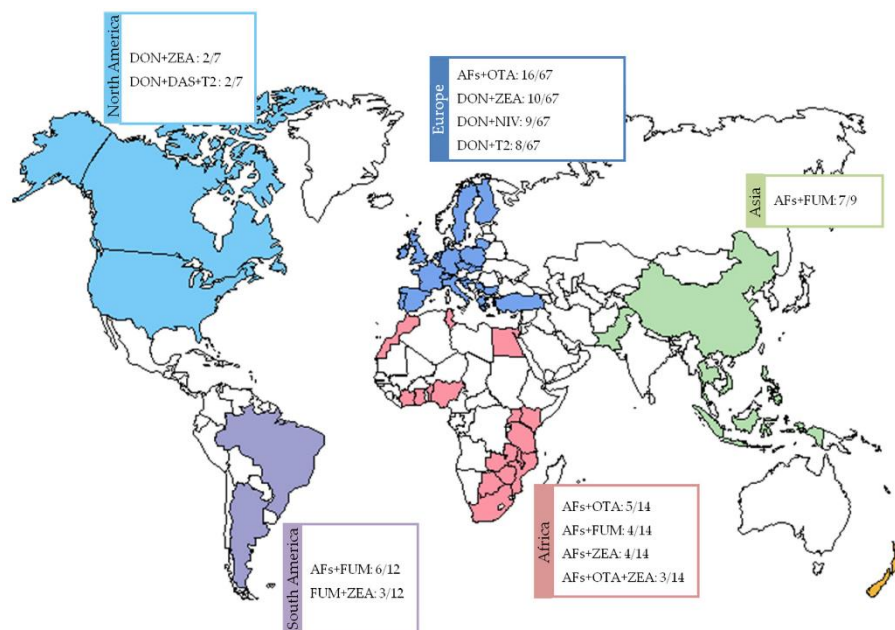 North America
DON+ZEA: 2/7
DON+DAS+T2: 2/7
Europe
AFs+OTA: 16/67
DON+ZEA: 10/67
DON+NIV: 9/67
DON+T2: 8/67
Asia
AFs+FUM: 7/9
South America
AFs+FUM: 6/12
FUM+ZEA: 3/12
Africa
AFs+OTA: 5/14
AFs+FUM: 4/14
AFs+ZEA: 4/14
AFs+OTA+ZEA: 3/14